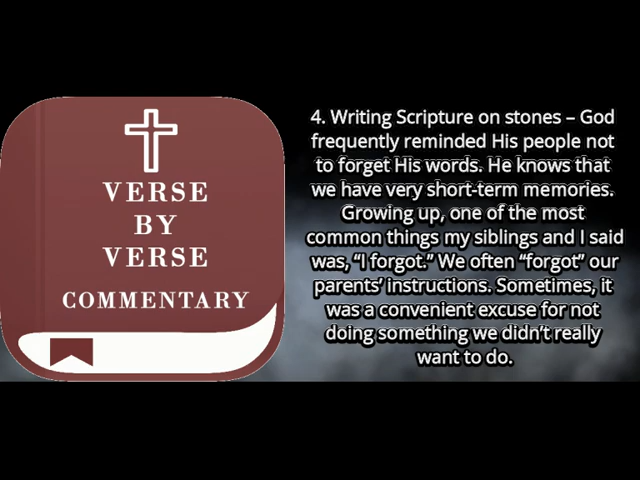 VERSE
BY
VERSE
COMMENTARY
4. Writing Scripture on stones – God
frequently reminded His people not
to forget His words. He knows that
we have very short-term memories.
Growing up, one of the most
common things my siblings and I said
was, “I forgot.” We often “forgot” our
parents’ instructions. Sometimes, it
was a convenient excuse for not
doing something we didn’t really
want to do.